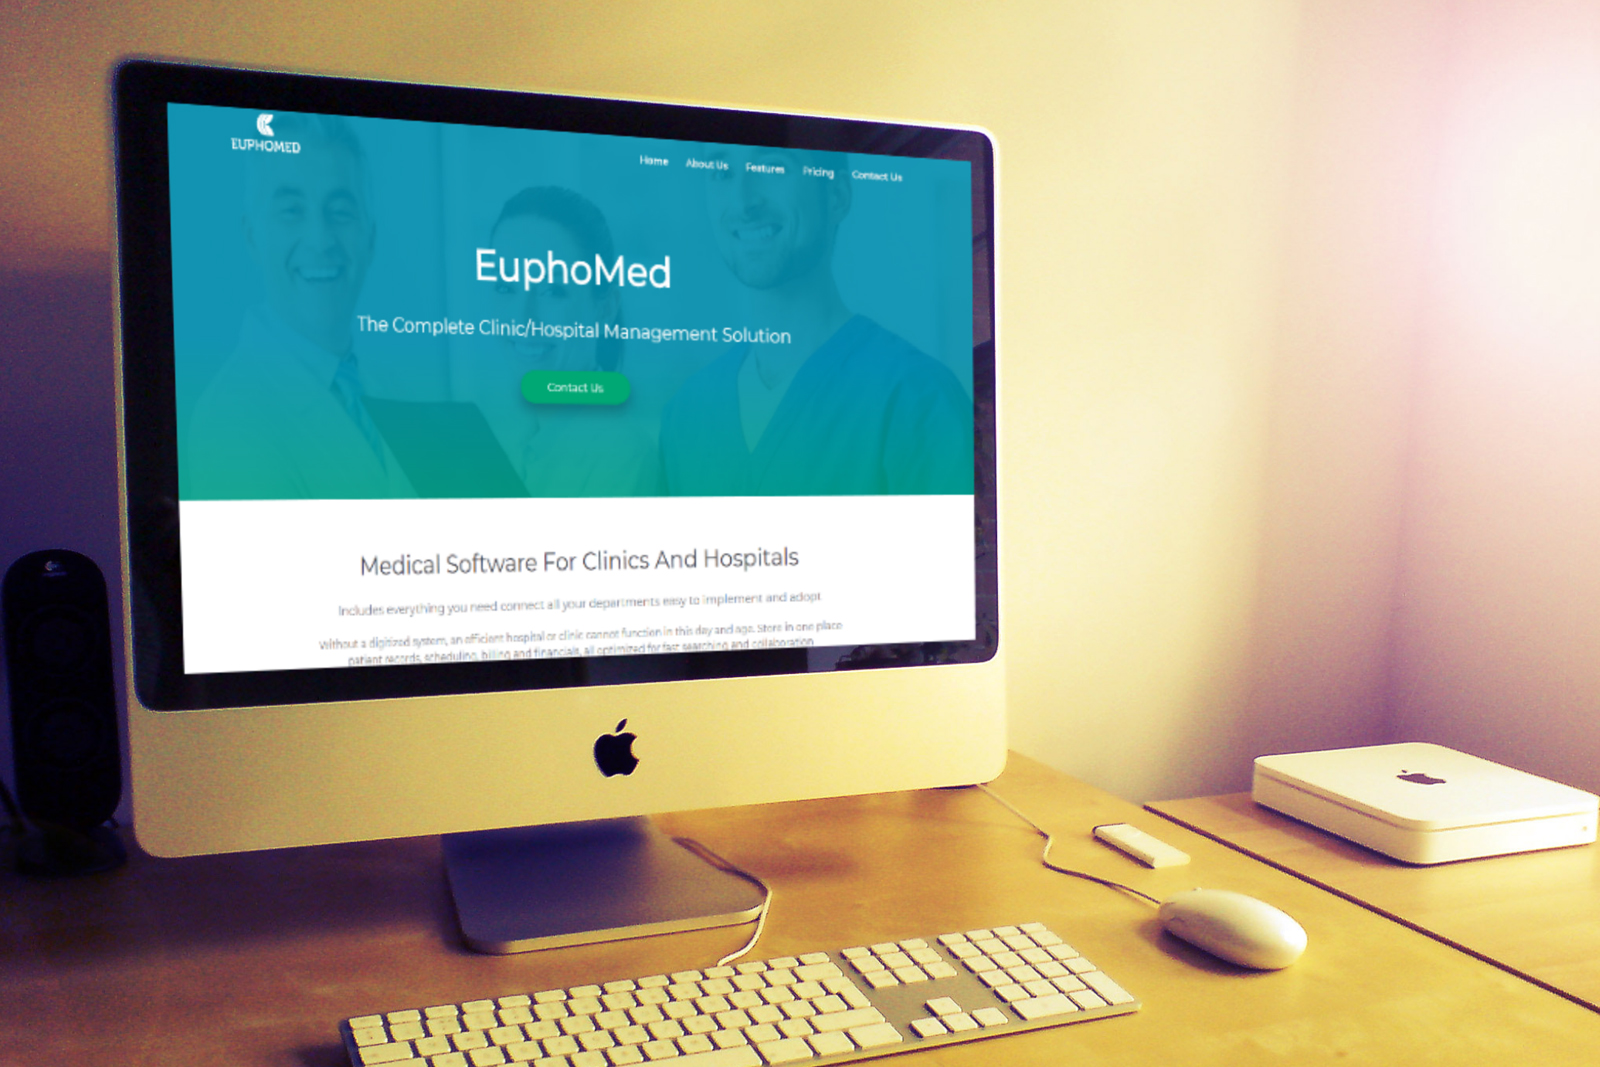 EUPHOMED
Home About Us Features Pricing Contact Us
EuphoMed
The Complete Clinic/Hospital Management Solution
Contact Us
Medical Software For Clinics And Hospitals
Includes everything you need connect all your departments easy to implement and adopt
Without a digitized system, an efficient hospital or clinic cannot function in this day and age. Store in one place
patient records, scheduling, billing and financials, all optimized for fast searching and collaboration